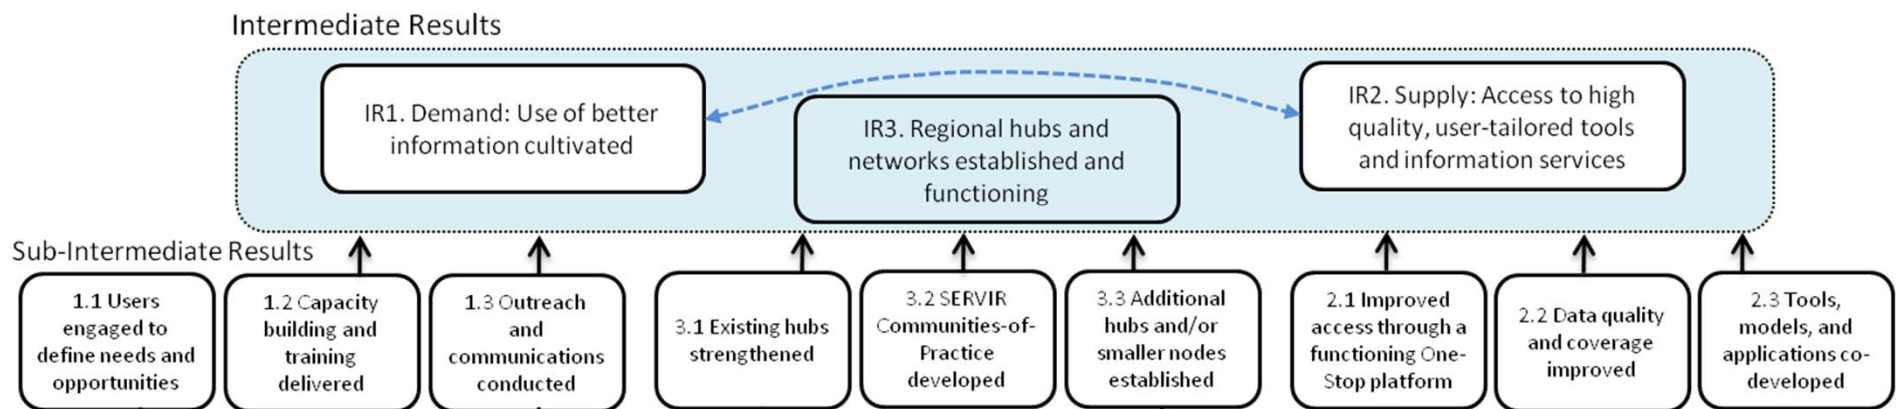 Intermediate Results
IR1. Demand: Use of better
information cultivated
IR3. Regional hubs and
networks established and
functioning
IR2. Supply: Access to high
quality, user-tailored tools
and information services
Sub-Intermediate Results
1.1 Users
engaged to
define needs and
opportunities
1.2 Capacity
building and
training
delivered
1.3 Outreach
and
communications
conducted
3.1 Existing hubs
strengthened
3.2 SERVIR
Communities-of-
Practice
developed
3.3 Additional
hubs and/or
smaller nodes
established
2.1 Improved
access through a
functioning One-
Stop platform
2.2 Data quality
and coverage
improved
2.3 Tools,
models, and
applications co-
developed